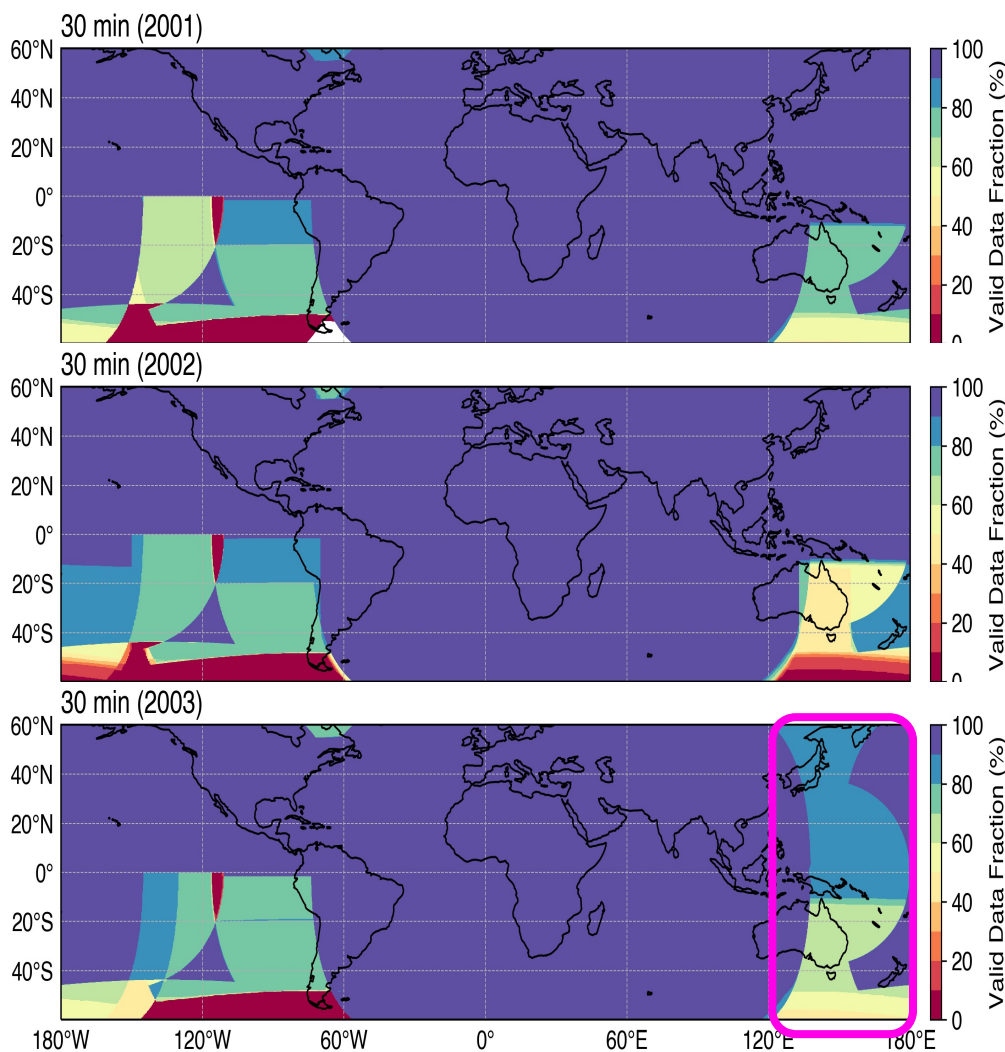 30 min (2001)
60°N
40°N
20°N
0°
20°S
40°S
100
80
60
40
20
0
Valid Data Fraction (%)
30 min (2002)
60°N
40°N
20°N
0°
20°S
40°S
100
80
60
40
20
0
Valid Data Fraction (%)
30 min (2003)
60°N
40°N
20°N
0°
20°S
40°S
180°W 120°W 60°W 0° 60°E 120°E 180°E
100
80
60
40
20
0
Valid Data Fraction (%)